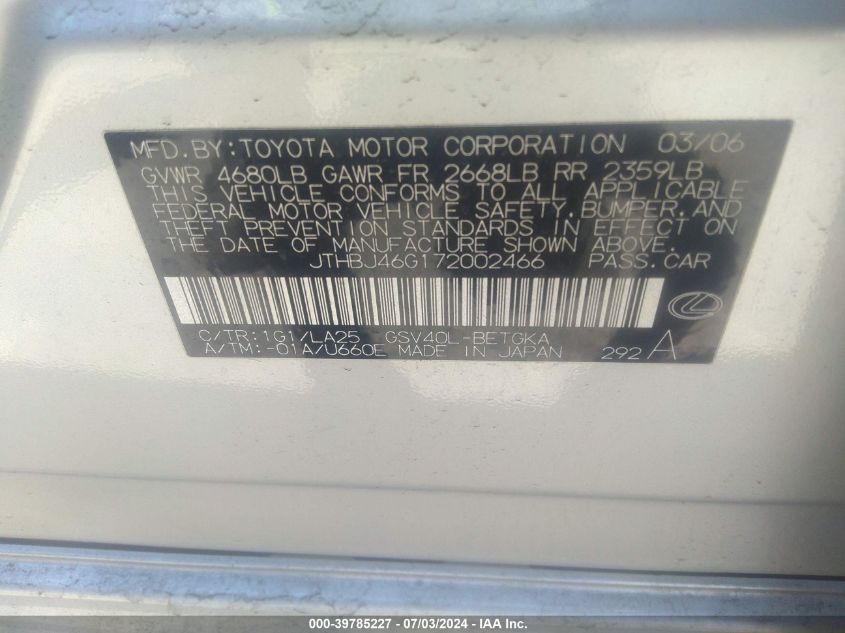 MFD. BY: TOYOTA MOTOR CORPORATION 03/06
GVWR 4680LB GAWR FR 2668LB RR 2359LB
THIS VEHICLE CONFORMS TO ALL APPLICABLE
FEDERAL MOTOR VEHICLE SAFETY, BUMPER, AND
THEFT PREVENTION STANDARDS IN EFFECT ON
THE DATE OF MANUFACTURE SHOWN ABOVE.
JTHBJ46G172002466 PASS. CAR
C/TR: 1G1/LA25 GSV40L-BETGKA
A/TM: -01A/U660E MADE IN JAPAN 292 A
000-39785227 - 07/03/2024 - IAA Inc.